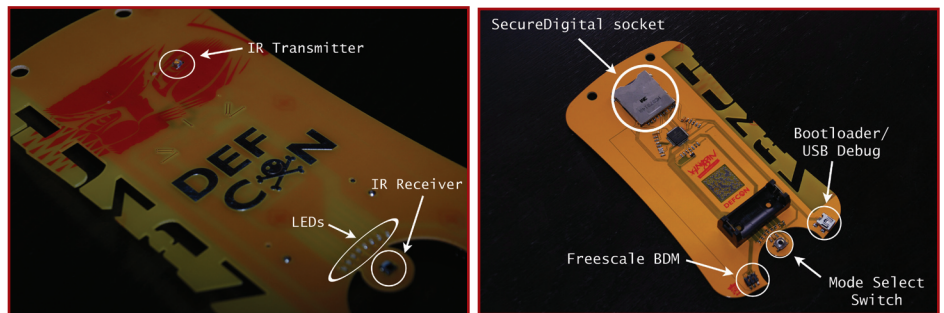 IR Transmitter
DEF
CON
IR Receiver
LEDs
SecureDigital socket
Bootloader/
USB Debug
DEFCON
Freescale BDM
Mode Select
Switch